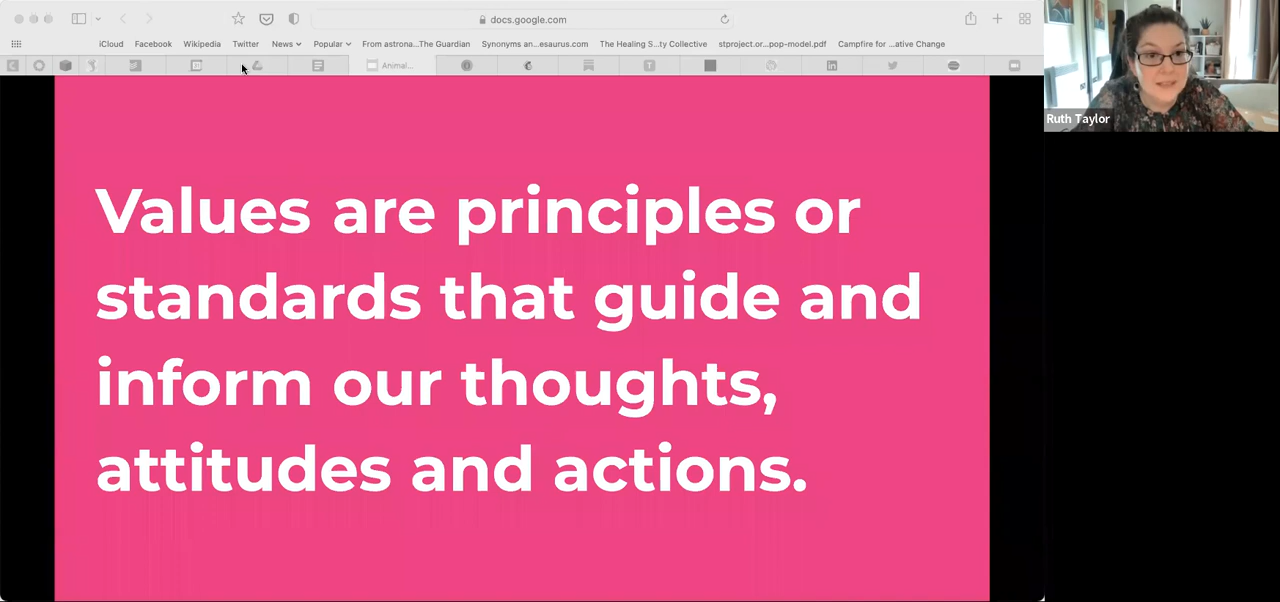 docs.google.com
iCloud
Facebook
Wikipedia
Twitter
News
Popular
From astrona...The Guardian
Synonyms an...esaurus.com
The Healing S...ty Collective
stproject.or...pop-model.pdf
Campfire for ...ative Change
Animal...
Ruth Taylor
Values are principles or
standards that guide and
inform our thoughts,
attitudes and actions.